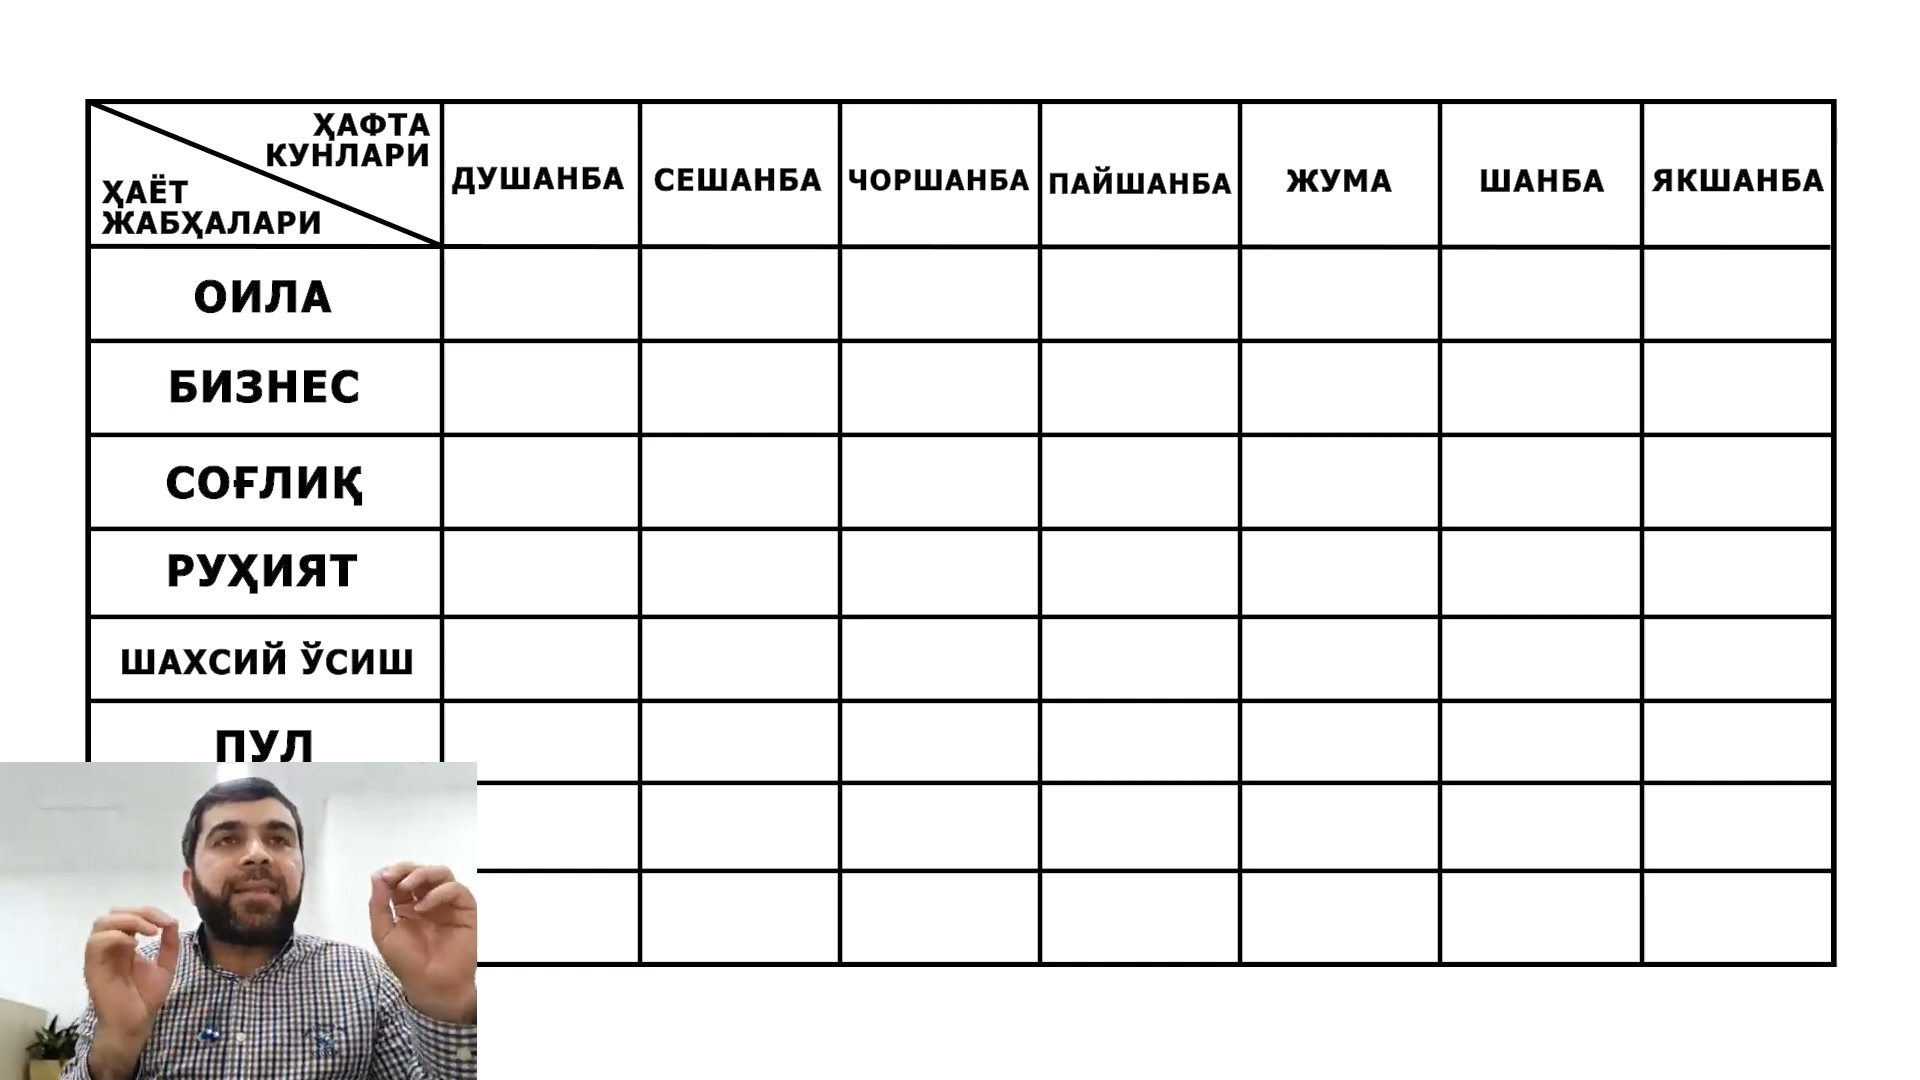 ҲАФТА
КУНЛАРИ
ҲАЁТ
ЖАБҲАЛАРИ
ДУШАНБА
СЕШАНБА
ЧОРШАНБА
ПАЙШАНБА
ЖУМА
ШАНБА
ЯКШАНБА
ОИЛА
БИЗНЕС
СОҒЛИҚ
РУҲИЯТ
ШАХСИЙ ЎСИШ
ПУЛ